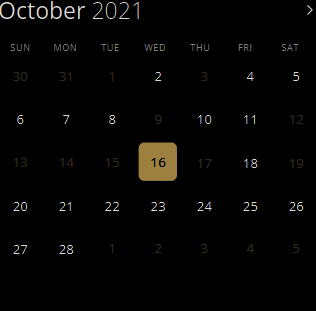 October 2021 >
SUN MON TUE WED THU FRI SAT
30 31 1 2 3 4 5
6 7 8 9 10 11 12
13 14 15 16 17 18 19
20 21 22 23 24 25 26
27 28 1 2 3 4 5